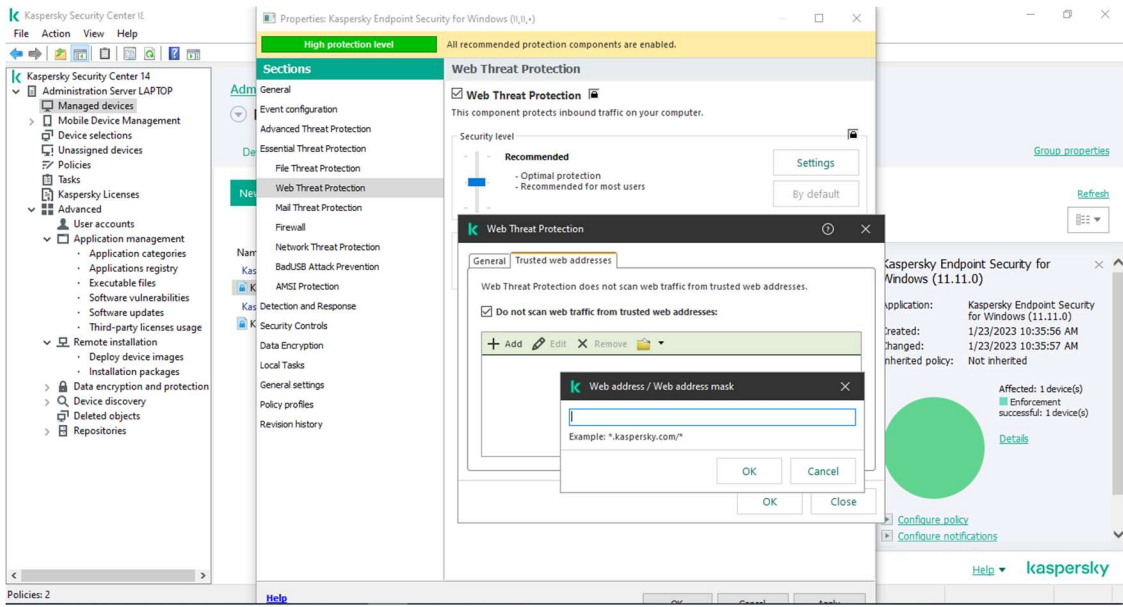 Kaspersky Security Center 14
File Action View Help
Kaspersky Security Center 14
Administration Server LAPTOP
Managed devices
Mobile Device Management
Device selections
Unassigned devices
Policies
Tasks
Kaspersky Licenses
Advanced
User accounts
Application management
Application categories
Applications registry
Executable files
Software vulnerabilities
Software updates
Third-party licenses usage
Remote installation
Deploy device images
Installation packages
Data encryption and protection
Device discovery
Deleted objects
Repositories
Policies: 2
Adm
De
Nev
Nam
Kas
K
Kas
K
Properties: Kaspersky Endpoint Security for Windows (11,11,•)
High protection level
All recommended protection components are enabled.
Sections
General
Event configuration
Advanced Threat Protection
Essential Threat Protection
File Threat Protection
Web Threat Protection
Mail Threat Protection
Firewall
Network Threat Protection
BadUSB Attack Prevention
AMSI Protection
Detection and Response
Security Controls
Data Encryption
Local Tasks
General settings
Policy profiles
Revision history
Help
Web Threat Protection
Web Threat Protection
This component protects inbound traffic on your computer.
Security level
Recommended
- Optimal protection
- Recommended for most users
Settings
By default
Web Threat Protection
General Trusted web addresses
Web Threat Protection does not scan web traffic from trusted web addresses.
Do not scan web traffic from trusted web addresses:
Add Edit Remove
Web address / Web address mask
Example: *.kaspersky.com/*
OK Cancel
OK Close
OK Cancel Apply
Group properties
Refresh
Kaspersky Endpoint Security for
Windows (11.11.0)
Application: Kaspersky Endpoint Security
for Windows (11.11.0)
Created: 1/23/2023 10:35:56 AM
Changed: 1/23/2023 10:35:57 AM
Inherited policy: Not inherited
Affected: 1 device(s)
Enforcement
successful: 1 device(s)
Details
Configure policy
Configure notifications
Help
kaspersky